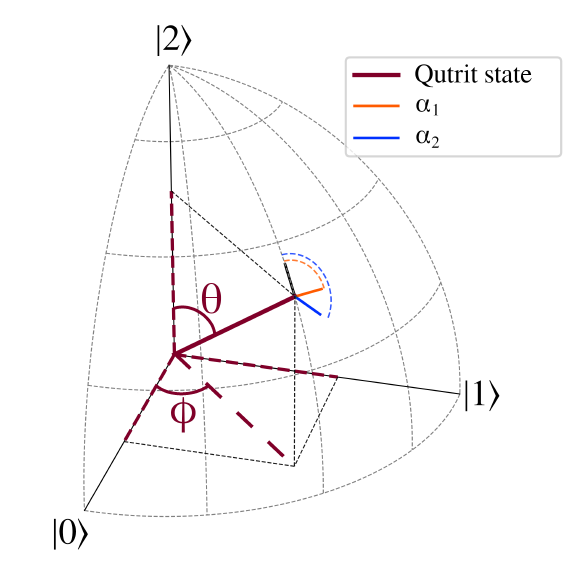 |2⟩
Qutrit state
α₁
α₂
θ
|1⟩
ϕ
|0⟩